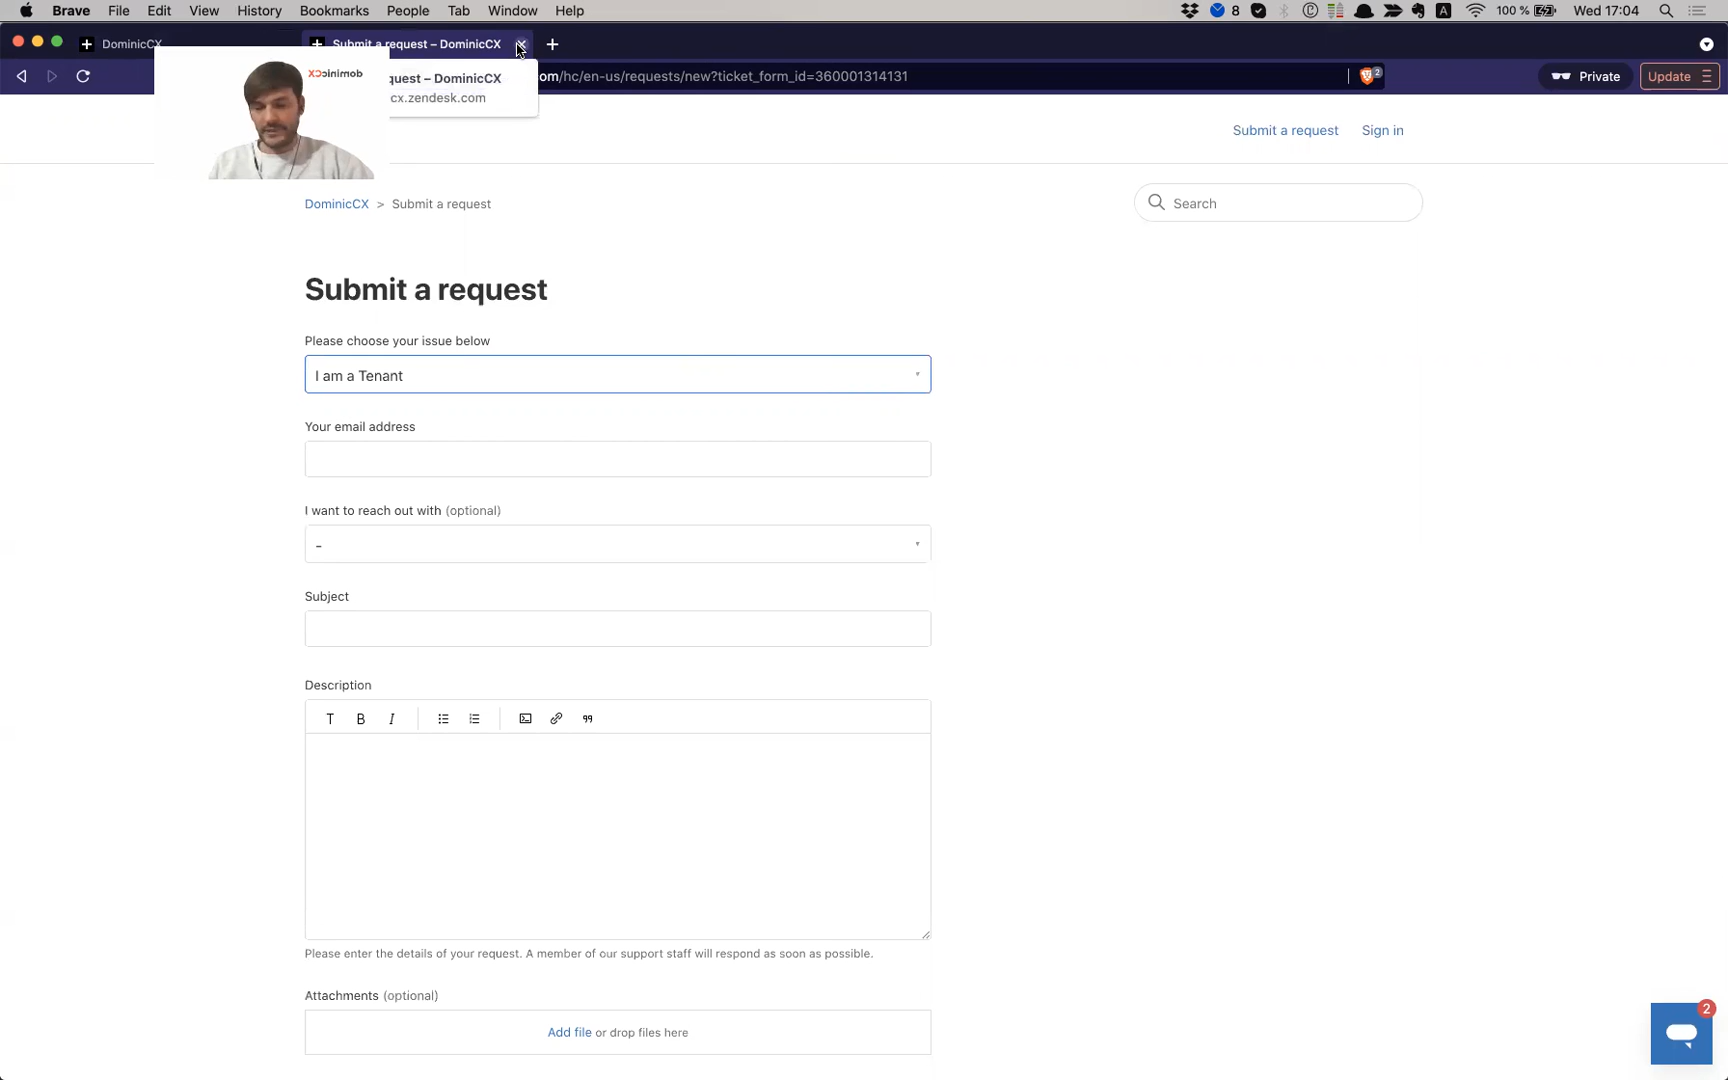 Brave File Edit View History Bookmarks People Tab Window Help 8 A 100 % Wed 17:04
DominicCX Submit a request – DominicCX
om/hc/en-us/requests/new?ticket_form_id=360001314131 2 Private Update
quest – DominicCX
cx.zendesk.com
DOMINICCX
Submit a request Sign in
DominicCX > Submit a request Search
Submit a request
Please choose your issue below
I am a Tenant
Your email address
I want to reach out with (optional)
-
Subject
Description
T B I
Please enter the details of your request. A member of our support staff will respond as soon as possible.
Attachments (optional)
Add file or drop files here
2